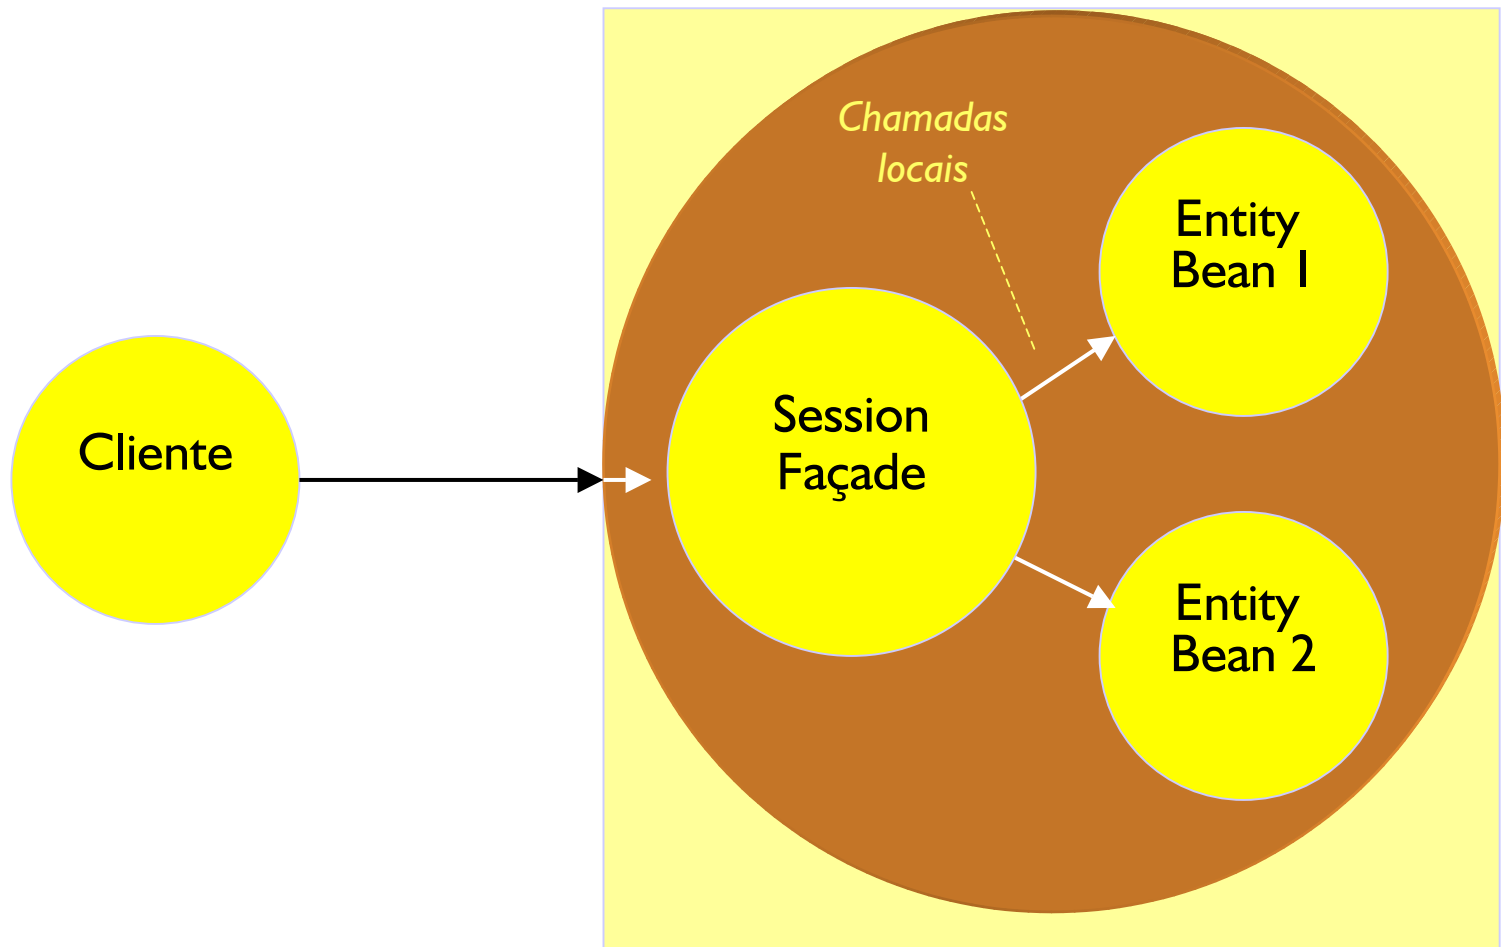 Chamadas
locais
Entity
Bean 1
Cliente
Session
Façade
Entity
Bean 2